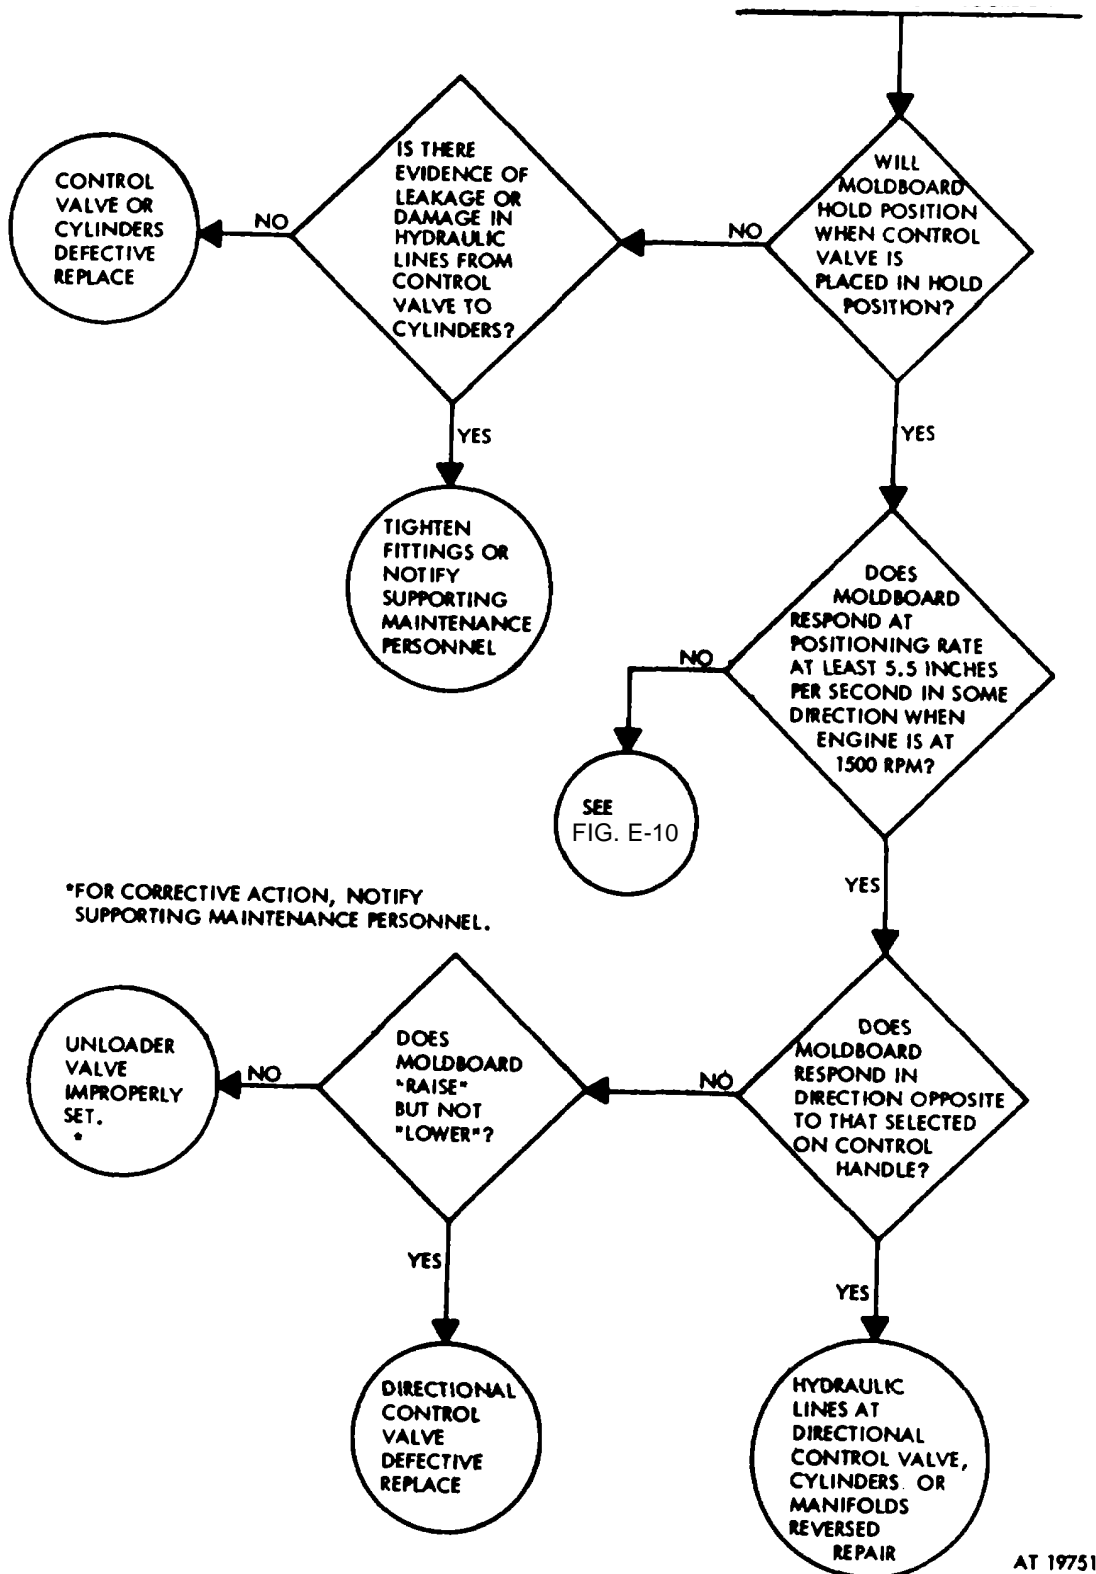 WILL
MOLDBOARD
HOLD POSITION
WHEN CONTROL
VALVE IS
PLACED IN HOLD
POSITION?
NO
IS THERE
EVIDENCE OF
LEAKAGE OR
DAMAGE IN
HYDRAULIC
LINES FROM
CONTROL
VALVE TO
CYLINDERS?
NO
CONTROL
VALVE OR
CYLINDERS
DEFECTIVE
REPLACE
YES
TIGHTEN
FITTINGS OR
NOTIFY
SUPPORTING
MAINTENANCE
PERSONNEL
YES
DOES
MOLDBOARD
RESPOND AT
POSITIONING RATE
AT LEAST 5.5 INCHES
PER SECOND IN SOME
DIRECTION WHEN
ENGINE IS AT
1500 RPM?
NO
SEE
FIG. E-10
YES
*FOR CORRECTIVE ACTION, NOTIFY
SUPPORTING MAINTENANCE PERSONNEL.
DOES
MOLDBOARD
RESPOND IN
DIRECTION OPPOSITE
TO THAT SELECTED
ON CONTROL
HANDLE?
NO
DOES
MOLDBOARD
"RAISE"
BUT NOT
"LOWER"?
NO
UNLOADER
VALVE
IMPROPERLY
SET.
*
YES
DIRECTIONAL
CONTROL
VALVE
DEFECTIVE
REPLACE
YES
HYDRAULIC
LINES AT
DIRECTIONAL
CONTROL VALVE,
CYLINDERS OR
MANIFOLDS
REVERSED
REPAIR
AT 19751